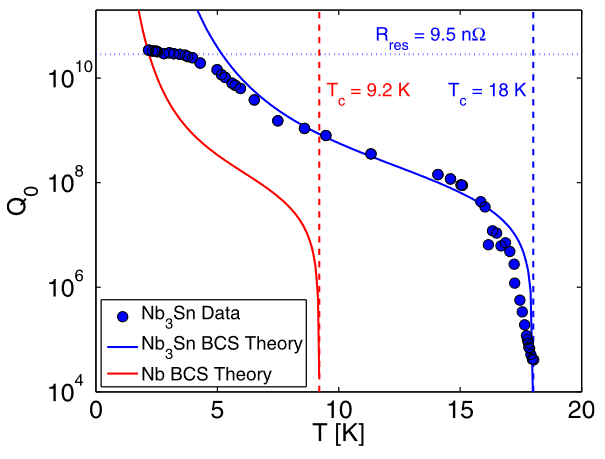 R_res = 9.5 nΩ
T_c = 9.2 K
T_c = 18 K
10^10
10^8
10^6
10^4
Q_0
Nb_3Sn Data
Nb_3Sn BCS Theory
Nb BCS Theory
0 5 10 15 20
T [K]